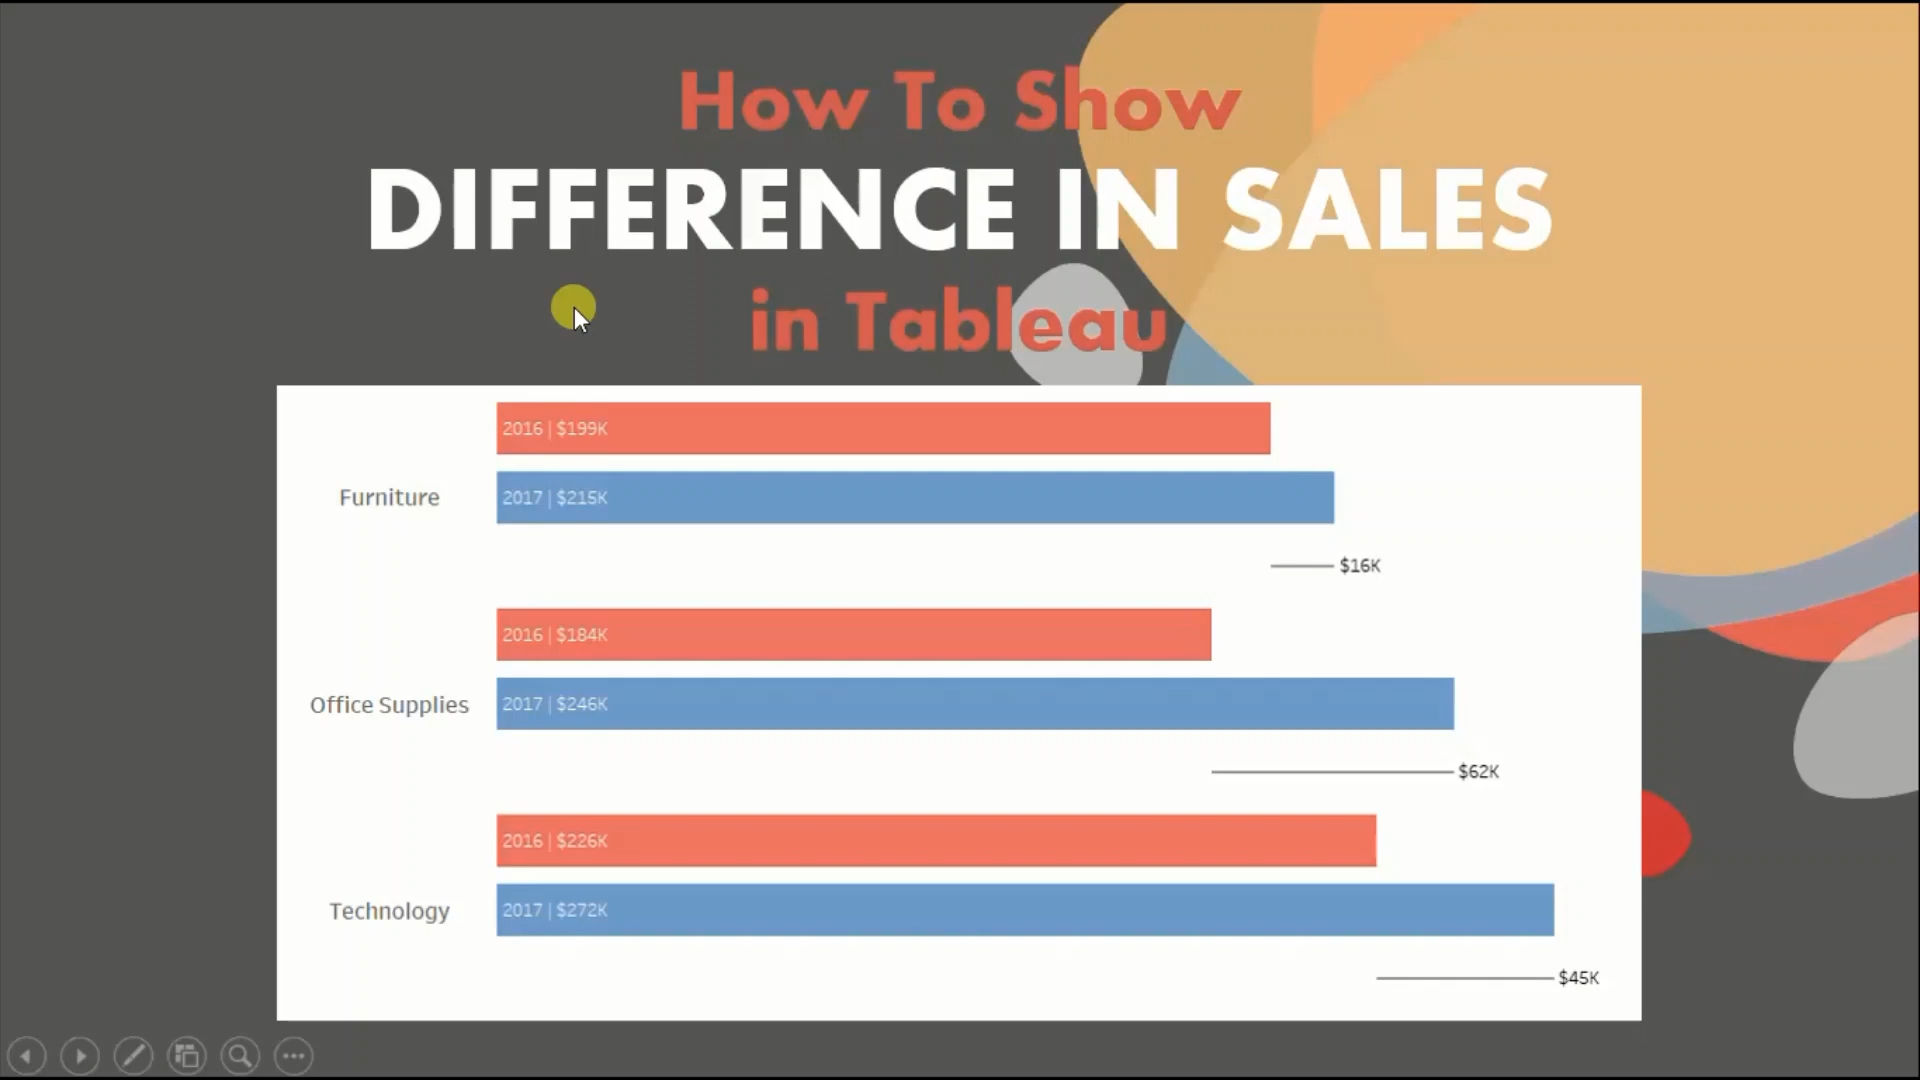 How To Show
DIFFERENCE IN SALES
in Tableau
2016 | $199K
Furniture
2017 | $215K
$16K
2016 | $184K
Office Supplies
2017 | $246K
$62K
2016 | $226K
Technology
2017 | $272K
$45K